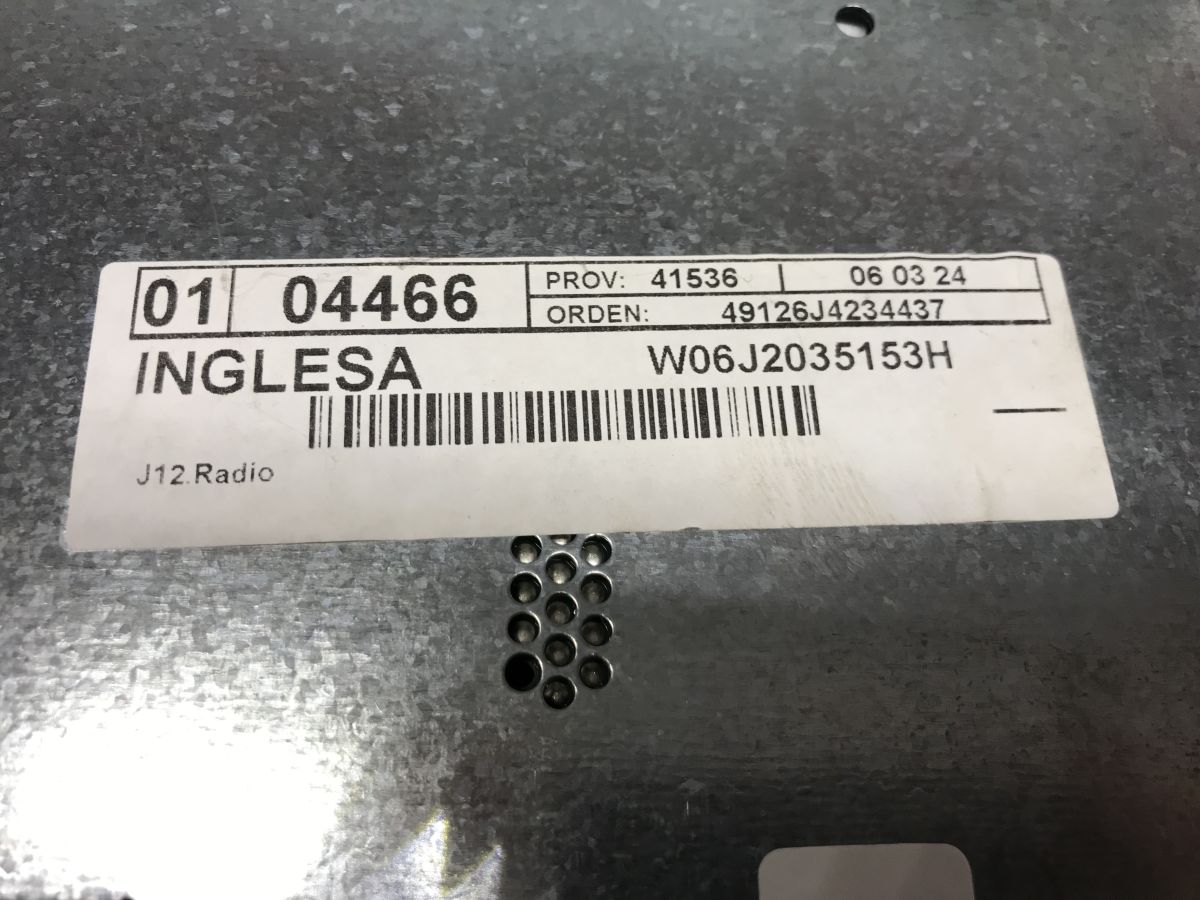 01 04466 PROV: 41536 06 03 24
ORDEN: 49126J4234437
INGLESA W06J2035153H
J12.Radio